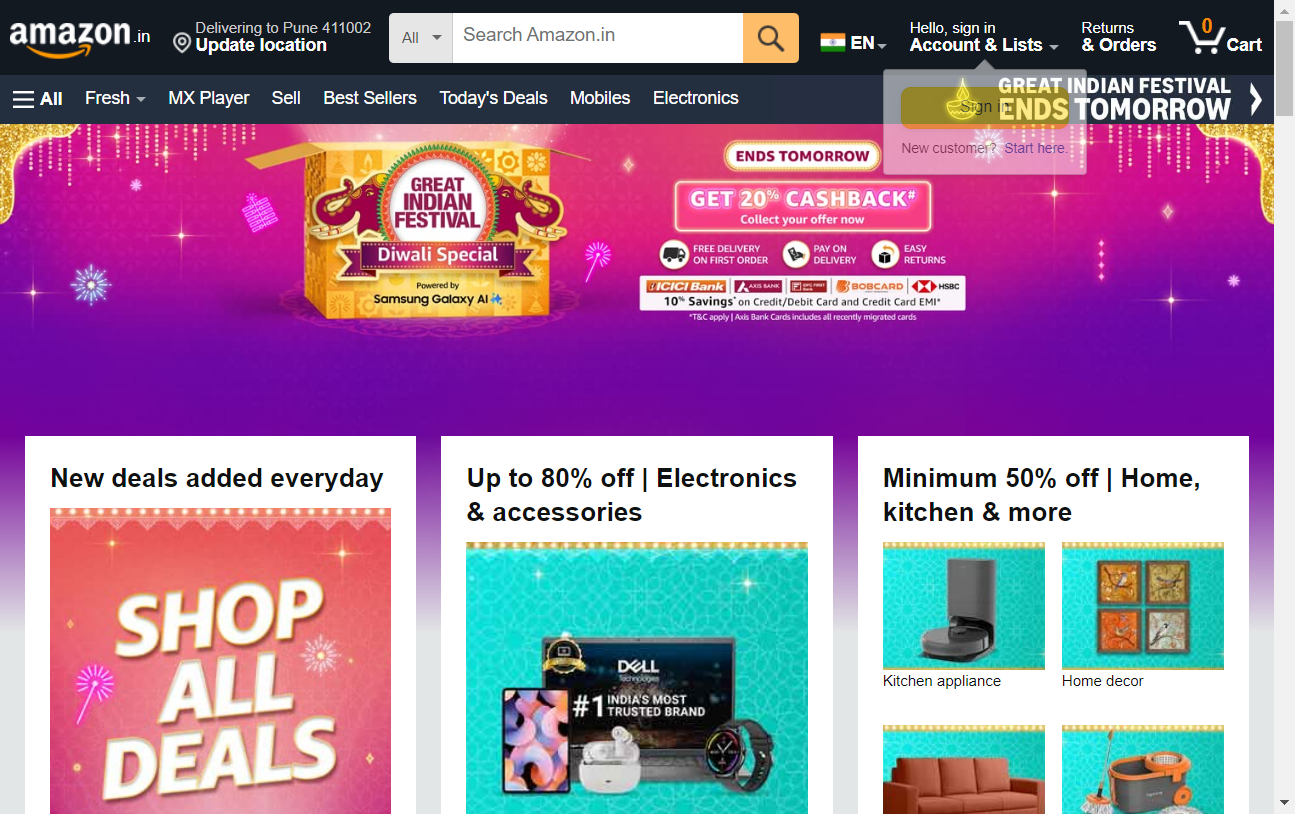 amazon.in
Delivering to Pune 411002
Update location
All
Search Amazon.in
EN
Hello, sign in
Account & Lists
Returns
& Orders
0
Cart
All
Fresh
MX Player
Sell
Best Sellers
Today's Deals
Mobiles
Electronics
GREAT INDIAN FESTIVAL
ENDS TOMORROW
Sign in
New customer? Start here.
GREAT
INDIAN
FESTIVAL
Diwali Special
Powered by
Samsung Galaxy AI
ENDS TOMORROW
GET 20% CASHBACK#
Collect your offer now
FREE DELIVERY
ON FIRST ORDER
PAY ON
DELIVERY
EASY
RETURNS
ICICI Bank
AXIS BANK
IDFC FIRST
Bank
BOBCARD
HSBC
10% Savings* on Credit/Debit Card and Credit Card EMI*
*T&C apply | Axis Bank Cards includes all recently migrated cards
New deals added everyday
SHOP
ALL
DEALS
Up to 80% off | Electronics
& accessories
DELL
Technologies
#1 INDIA'S MOST
TRUSTED BRAND
Minimum 50% off | Home,
kitchen & more
Kitchen appliance
Home decor